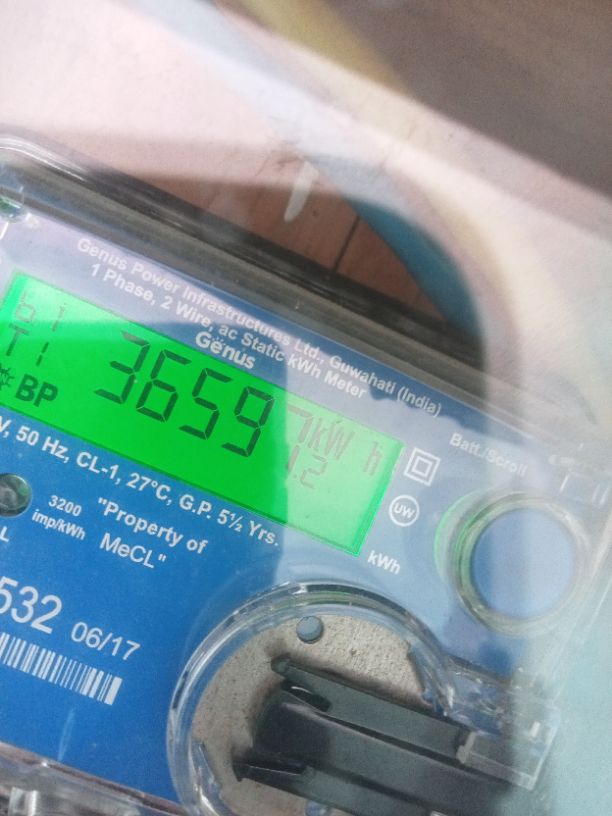 Genus Power Infrastructures Ltd., Guwahati (India)
1 Phase, 2 Wire, ac Static kWh Meter
Genus
36597.2 kW h
BP
Batt./Scroll
V, 50 Hz, CL-1, 27°C, G.P. 5½ Yrs.
UW
kWh
3200
imp/kWh
"Property of
MeCL"
532 06/17